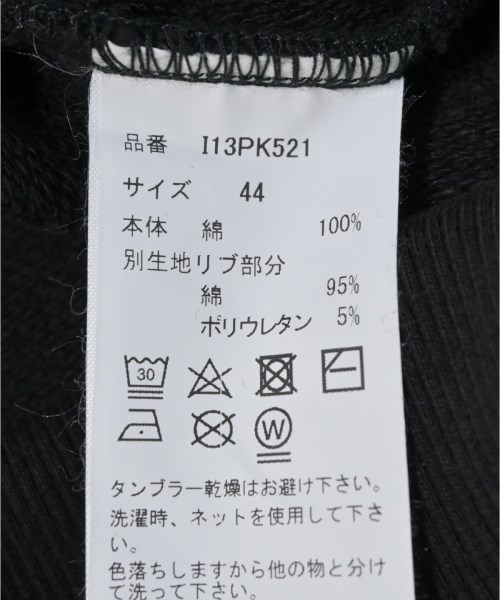 品番 I13PK521
サイズ 44
本体 綿 100%
別生地リブ部分
綿 95%
ポリウレタン 5%
30
W
タンブラー乾燥はお避け下さい。
洗濯時、ネットを使用して下さ
い。
色落ちしますから他の物と分け
て洗って下さい。